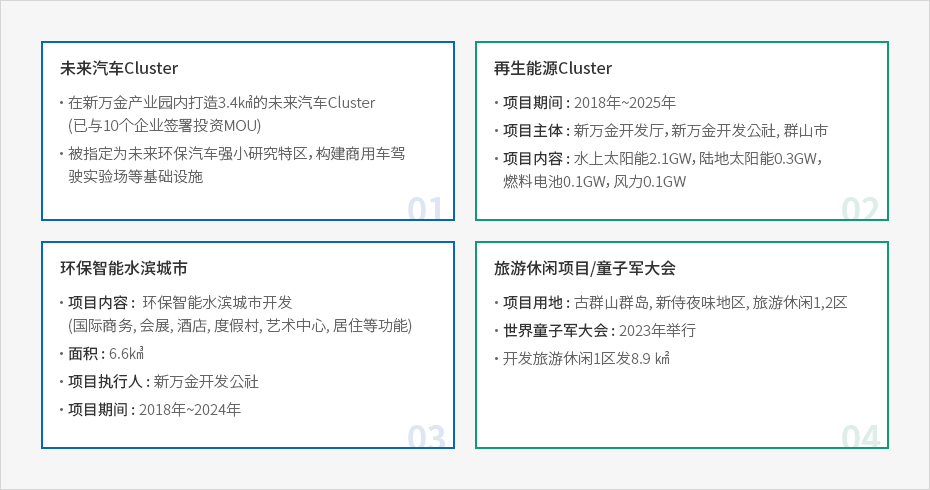 未来汽车Cluster
· 在新万金产业园内打造3.4㎢的未来汽车Cluster
(已与10个企业签署投资MOU)
· 被指定为未来环保汽车强小研究特区, 构建商用车驾
驶实验场等基础设施
01
再生能源Cluster
· 项目期间 : 2018年~2025年
· 项目主体 : 新万金开发厅, 新万金开发公社, 群山市
· 项目内容 : 水上太阳能2.1GW, 陆地太阳能0.3GW,
燃料电池0.1GW, 风力0.1GW
02
环保智能水滨城市
· 项目内容 : 环保智能水滨城市开发
(国际商务, 会展, 酒店, 度假村, 艺术中心, 居住等功能)
· 面积 : 6.6k㎥
· 项目执行人 : 新万金开发公社
· 项目期间 : 2018年~2024年
03
旅游休闲项目/童子军大会
· 项目用地 : 古群山群岛, 新侍夜味地区, 旅游休闲1,2区
· 世界童子军大会 : 2023年举行
· 开发旅游休闲1区发8.9 ㎢
04